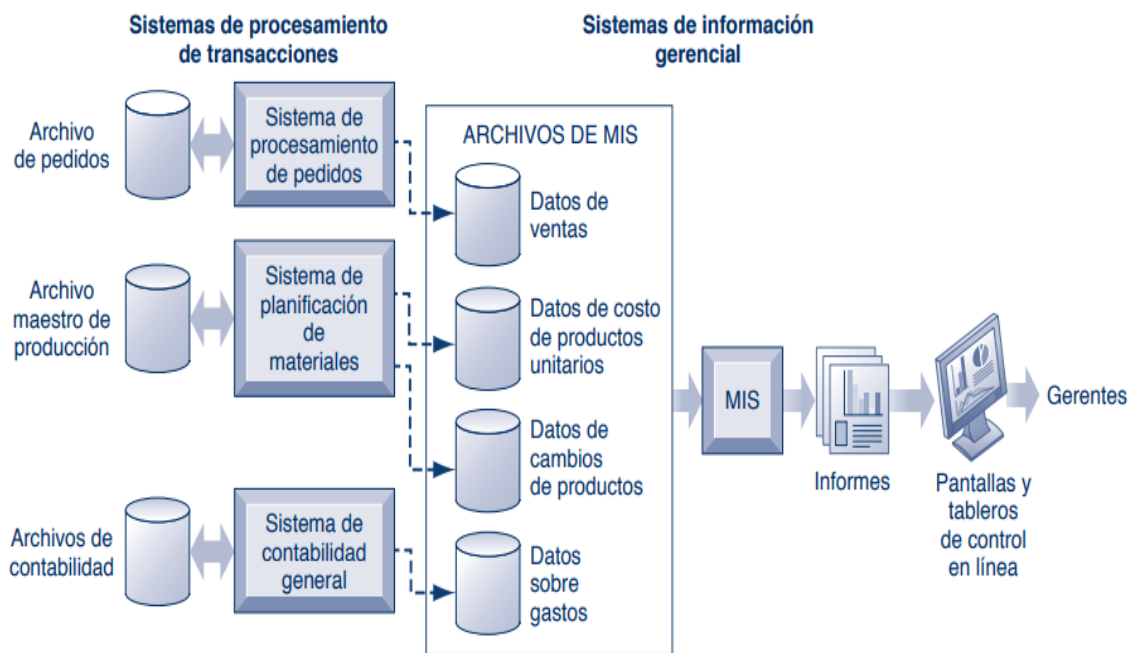 Sistemas de procesamiento
de transacciones
Sistemas de información
gerencial
Archivo
de pedidos
Sistema de
procesamiento
de pedidos
Archivo
maestro de
producción
Sistema de
planificación
de
materiales
Archivos de
contabilidad
Sistema de
contabilidad
general
ARCHIVOS DE MIS
Datos de
ventas
Datos de costo
de productos
unitarios
Datos de
cambios
de productos
Datos
sobre
gastos
MIS
Informes
Pantallas y
tableros
de control
en línea
Gerentes